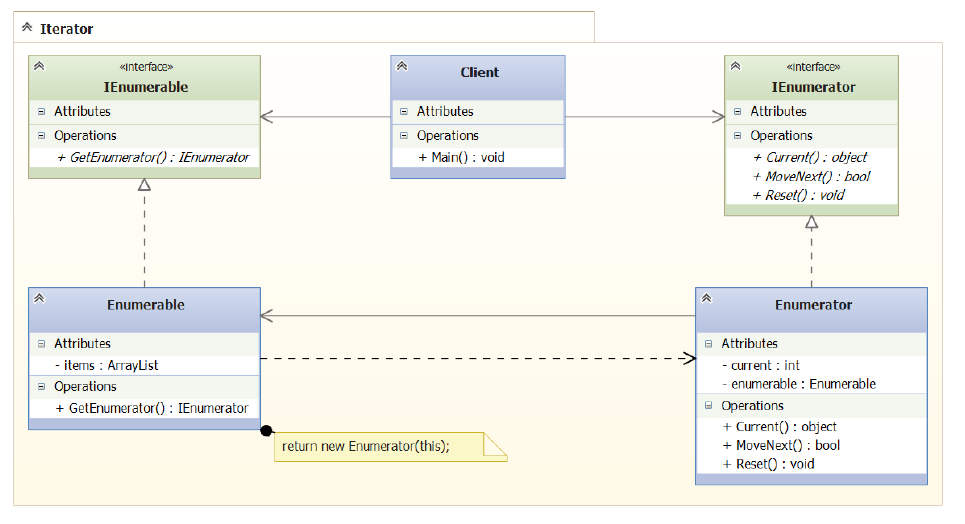 Iterator
«interface»
IEnumerable
Attributes
Operations
+ GetEnumerator() : IEnumerator
Client
Attributes
Operations
+ Main() : void
«interface»
IEnumerator
Attributes
Operations
+ Current() : object
+ MoveNext() : bool
+ Reset() : void
Enumerable
Attributes
- items : ArrayList
Operations
+ GetEnumerator() : IEnumerator
return new Enumerator(this);
Enumerator
Attributes
- current : int
- enumerable : Enumerable
Operations
+ Current() : object
+ MoveNext() : bool
+ Reset() : void